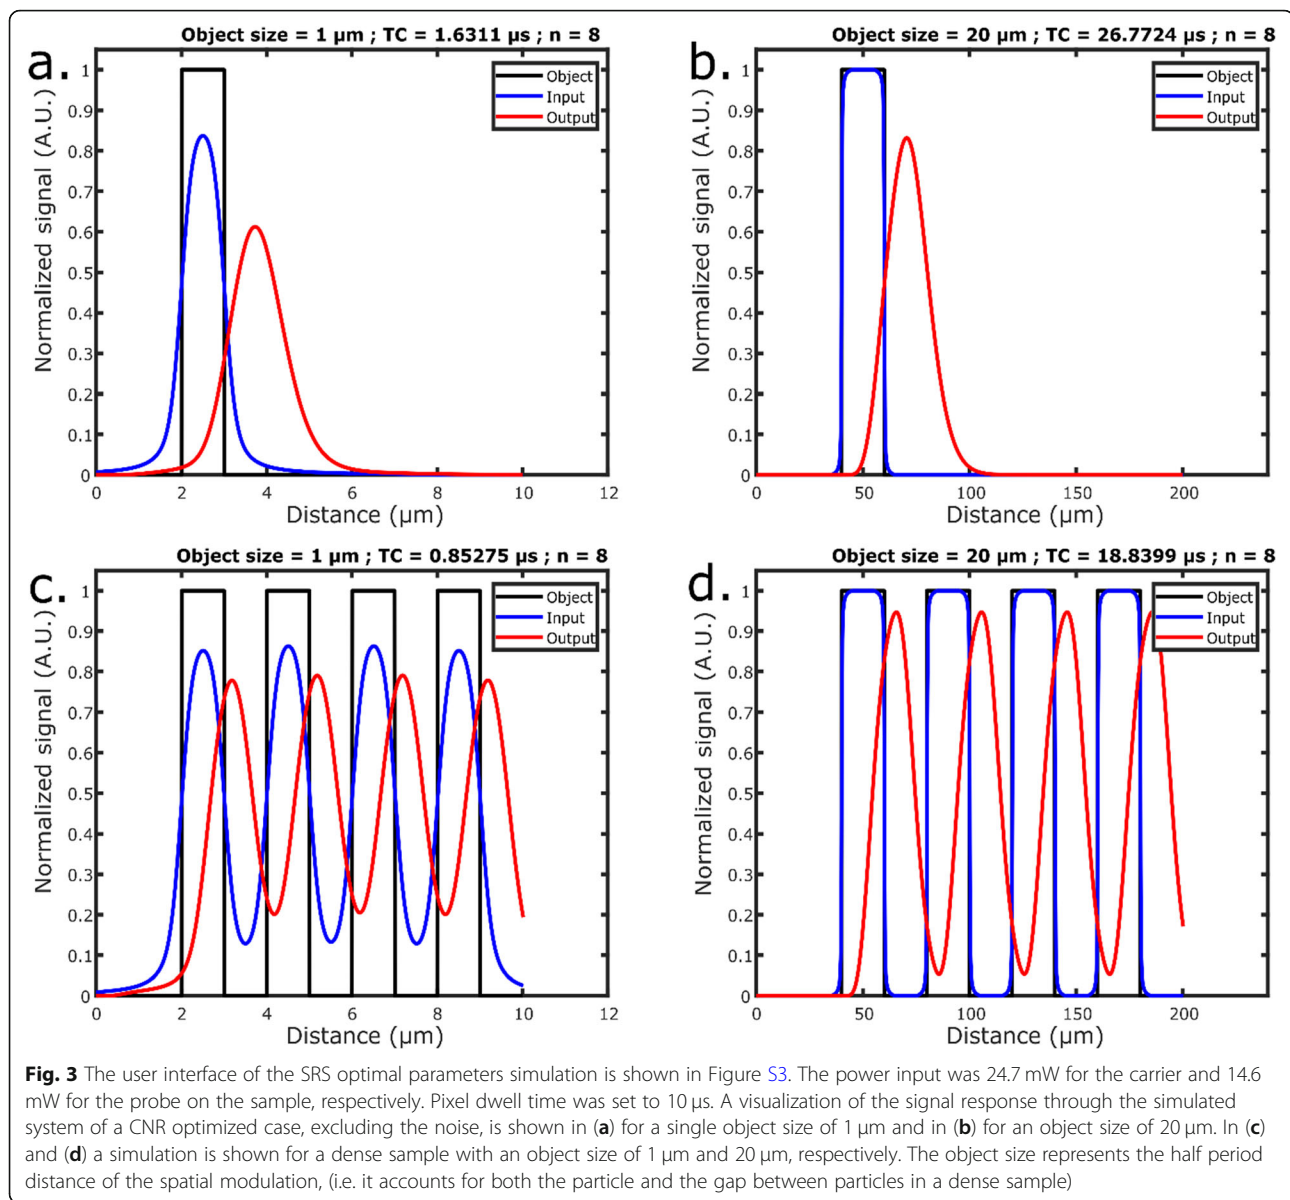 a.
Object size = 1 µm ; TC = 1.6311 µs ; n = 8
Normalized signal (A.U.)
1
0.9
0.8
0.7
0.6
0.5
0.4
0.3
0.2
0.1
0
Object
Input
Output
0 2 4 6 8 10 12
Distance (µm)
b.
Object size = 20 µm ; TC = 26.7724 µs ; n = 8
Normalized signal (A.U.)
1
0.9
0.8
0.7
0.6
0.5
0.4
0.3
0.2
0.1
0
Object
Input
Output
0 50 100 150 200
Distance (µm)
c.
Object size = 1 µm ; TC = 0.85275 µs ; n = 8
Normalized signal (A.U.)
1
0.9
0.8
0.7
0.6
0.5
0.4
0.3
0.2
0.1
0
Object
Input
Output
0 2 4 6 8 10 12
Distance (µm)
d.
Object size = 20 µm ; TC = 18.8399 µs ; n = 8
Normalized signal (A.U.)
1
0.9
0.8
0.7
0.6
0.5
0.4
0.3
0.2
0.1
0
Object
Input
Output
0 50 100 150 200
Distance (µm)
Fig. 3 The user interface of the SRS optimal parameters simulation is shown in Figure S3. The power input was 24.7 mW for the carrier and 14.6
mW for the probe on the sample, respectively. Pixel dwell time was set to 10 µs. A visualization of the signal response through the simulated
system of a CNR optimized case, excluding the noise, is shown in (a) for a single object size of 1 µm and in (b) for an object size of 20 µm. In (c)
and (d) a simulation is shown for a dense sample with an object size of 1 µm and 20 µm, respectively. The object size represents the half period
distance of the spatial modulation, (i.e. it accounts for both the particle and the gap between particles in a dense sample)